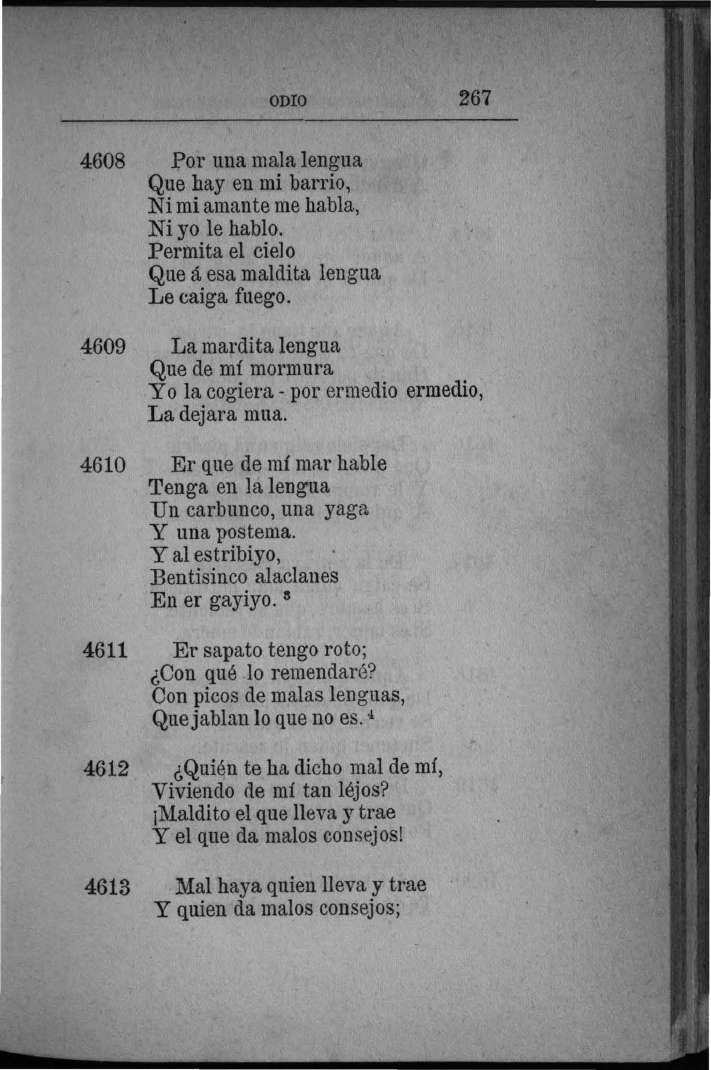 ODIO 267
4608 Por una mala lengua
Que hay en mi barrio,
Ni mi amante me habla,
Ni yo le hablo.
Permita el cielo
Que á esa maldita lengua
Le caiga fuego.
4609 La mardita lengua
Que de mí mormura
Yo la cogiera - por ermedio ermedio,
La dejara mua.
4610 Er que de mí mar hable
Tenga en la lengua
Un carbunco, una yaga
Y una postema.
Y al estribiyo,
Bentisinco alaclanes
En er gayiyo. ³
4611 Er sapato tengo roto;
¿Con qué lo remendaré?
Con picos de malas lenguas,
Que jablan lo que no es. ⁴
4612 ¿Quién te ha dicho mal de mí,
Viviendo de mí tan léjos?
¡Maldito el que lleva y trae
Y el que da malos consejos!
4613 Mal haya quien lleva y trae
Y quien da malos consejos;